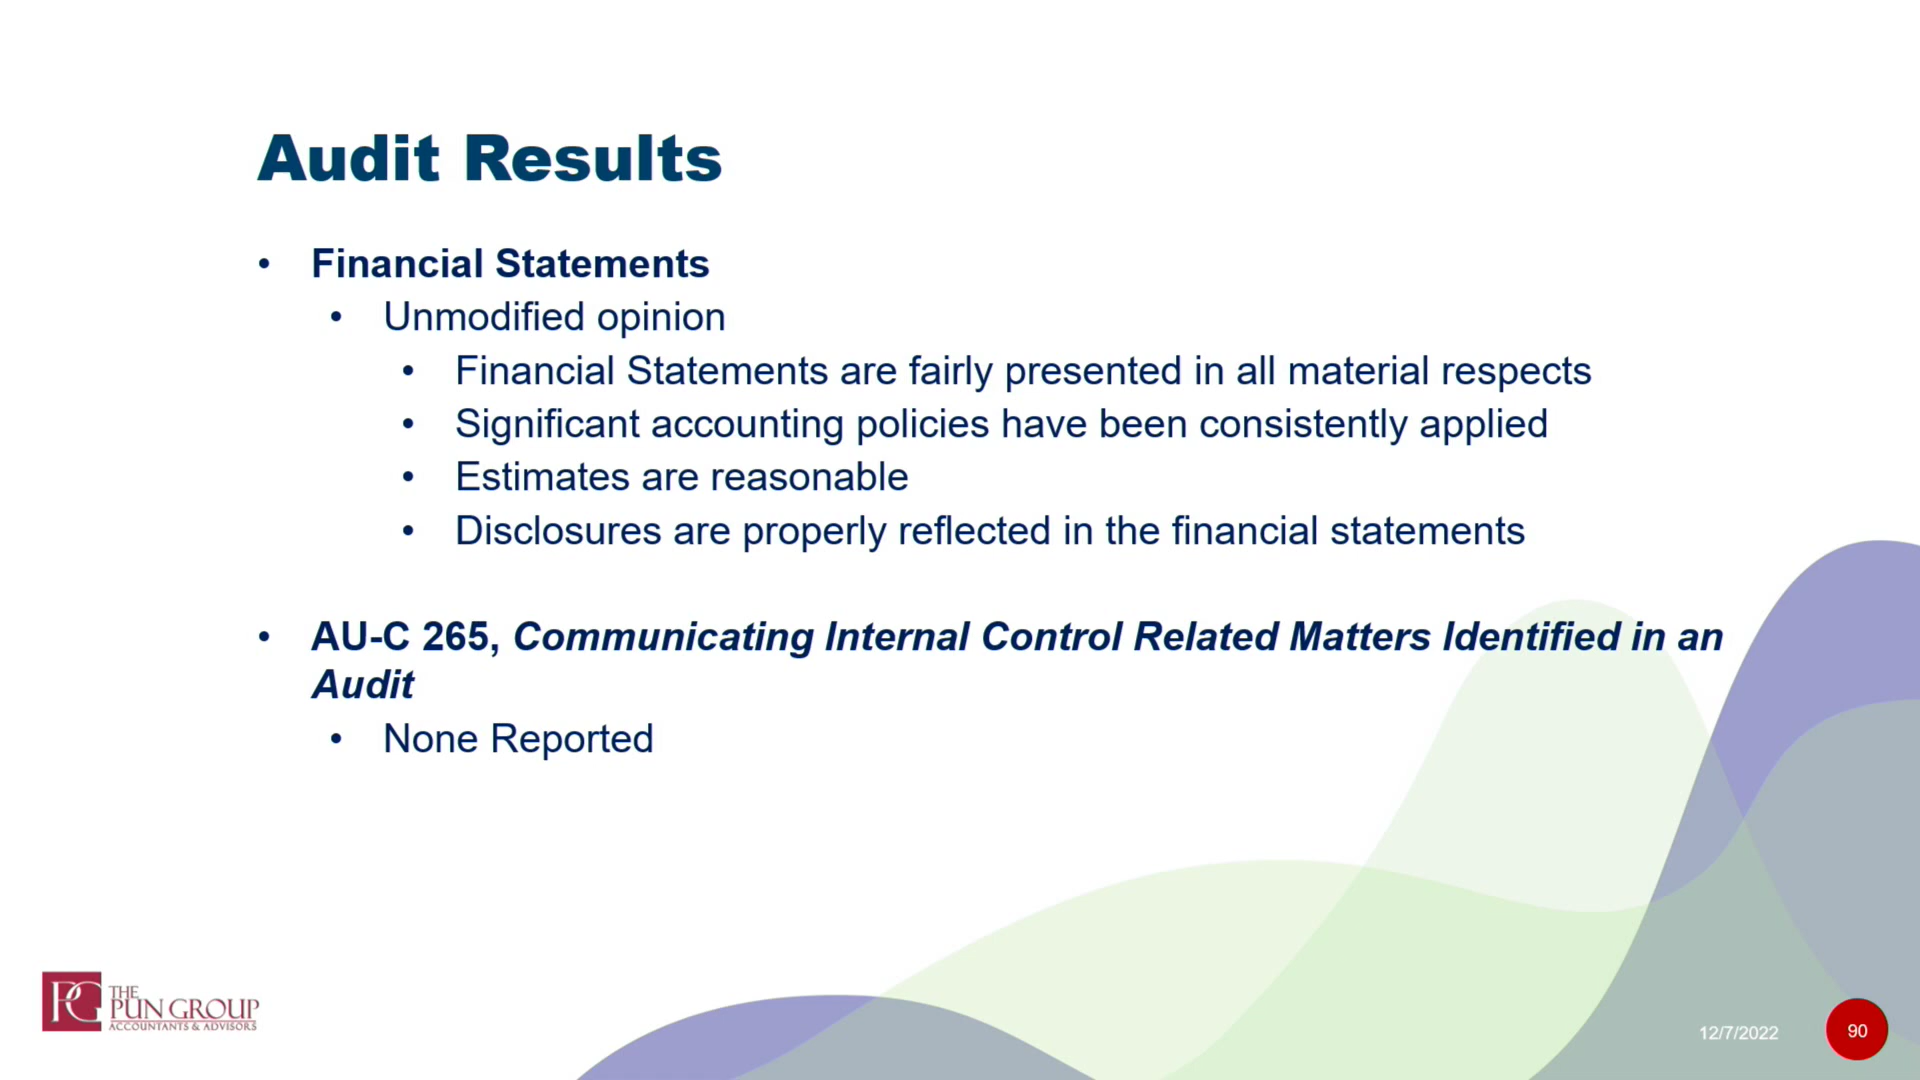 Audit Results
• Financial Statements
• Unmodified opinion
• Financial Statements are fairly presented in all material respects
• Significant accounting policies have been consistently applied
• Estimates are reasonable
• Disclosures are properly reflected in the financial statements
• AU-C 265, Communicating Internal Control Related Matters Identified in an
Audit
• None Reported
PG
THE
PUN GROUP
ACCOUNTANTS & ADVISORS
12/7/2022
90